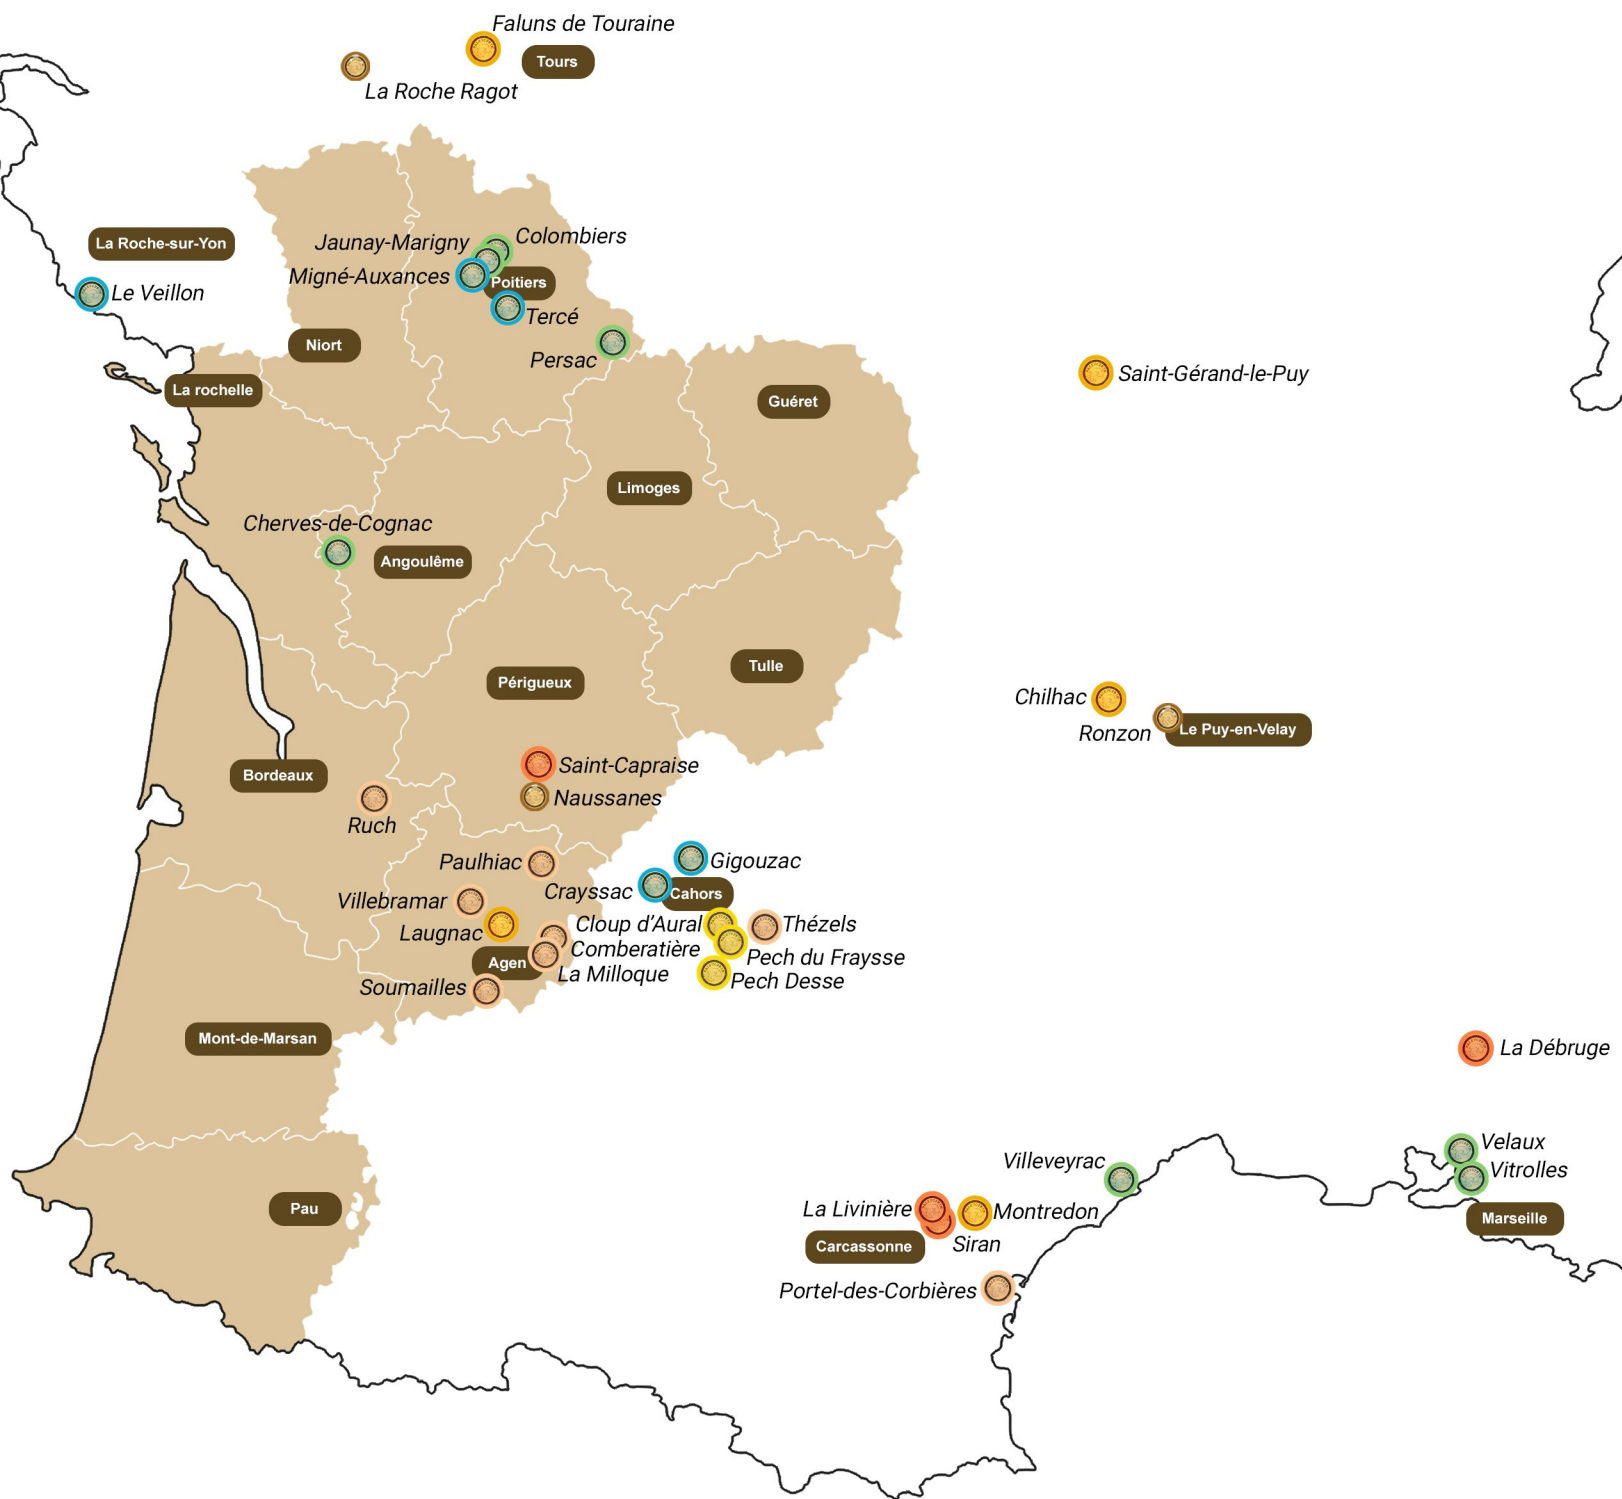 Faluns de Touraine
Tours
La Roche Ragot
La Roche-sur-Yon
Le Veillon
Jaunay-Marigny
Colombiers
Migné-Auxances
Poitiers
Tercé
Niort
Persac
La rochelle
Guéret
Saint-Gérand-le-Puy
Limoges
Cherves-de-Cognac
Angoulême
Tulle
Périgueux
Chilhac
Ronzon
Le Puy-en-Velay
Bordeaux
Saint-Capraise
Naussanes
Ruch
Paulhiac
Gigouzac
Crayssac
Cahors
Villebramar
Laugnac
Cloup d’Aural
Thézels
Comberatière
Pech du Fraysse
Agen
La Milloque
Pech Desse
Soumailles
Mont-de-Marsan
La Débruge
Velaux
Villeveyrac
Vitrolles
Pau
La Livinière
Montredon
Marseille
Carcassonne
Siran
Portel-des-Corbières